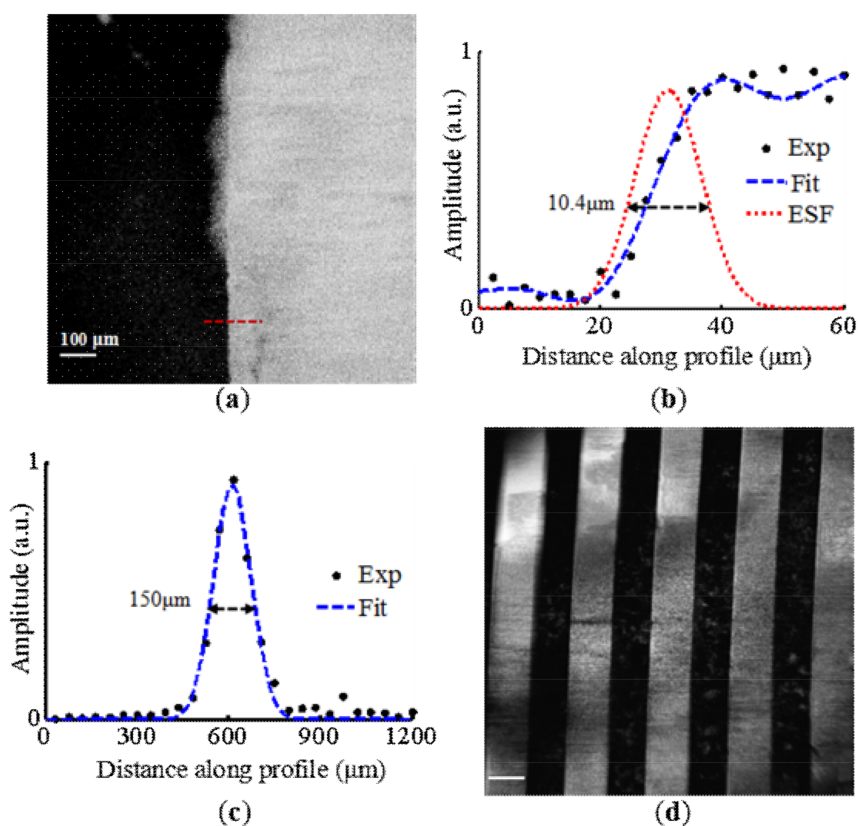 100 μm
(a)
1
Amplitude (a.u.)
Exp
Fit
ESF
10.4μm
0
0 20 40 60
Distance along profile (μm)
(b)
1
Amplitude (a.u.)
Exp
Fit
150μm
0
0 300 600 900 1200
Distance along profile (μm)
(c)
(d)